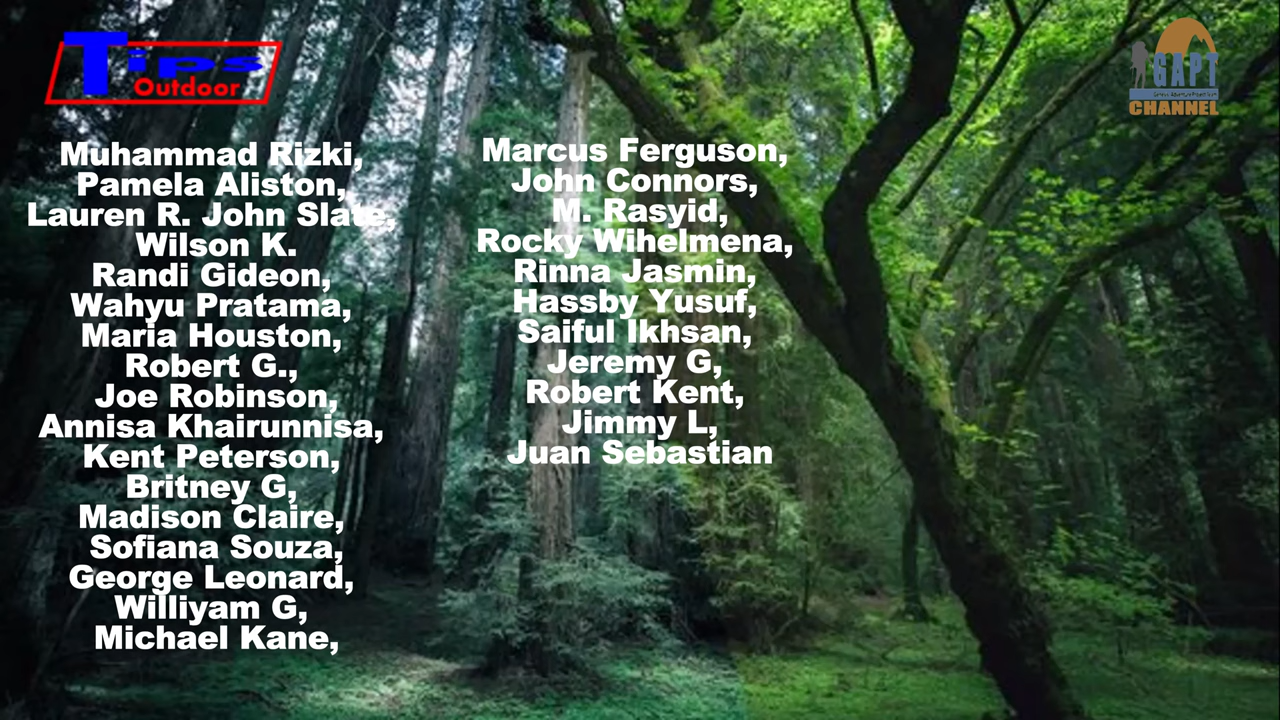 Tips
Outdoor
GAPT
CHANNEL
Muhammad Rizki,
Pamela Aliston,
Lauren R. John Slate,
Wilson K.
Randi Gideon,
Wahyu Pratama,
Maria Houston,
Robert G.,
Joe Robinson,
Annisa Khairunnisa,
Kent Peterson,
Britney G,
Madison Claire,
Sofiana Souza,
George Leonard,
Williyam G,
Michael Kane,
Marcus Ferguson,
John Connors,
M. Rasyid,
Rocky Wihelmena,
Rinna Jasmin,
Hassby Yusuf,
Saiful Ikhsan,
Jeremy G,
Robert Kent,
Jimmy L,
Juan Sebastian